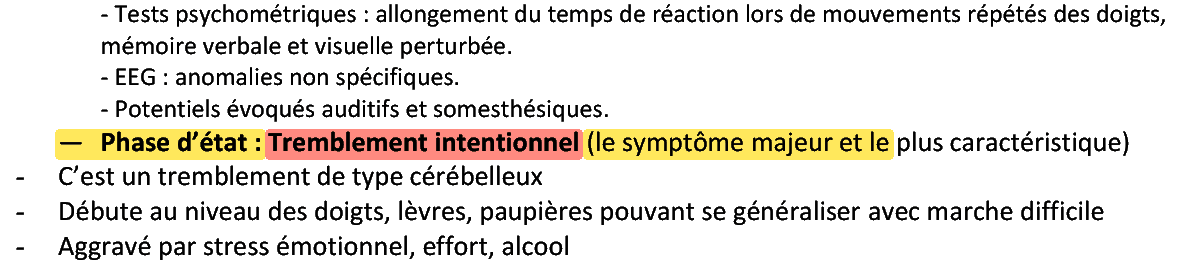 - Tests psychométriques : allongement du temps de réaction lors de mouvements répétés des doigts,
mémoire verbale et visuelle perturbée.
- EEG : anomalies non spécifiques.
- Potentiels évoqués auditifs et somesthésiques.
— Phase d’état : Tremblement intentionnel (le symptôme majeur et le plus caractéristique)
- C’est un tremblement de type cérébelleux
- Débute au niveau des doigts, lèvres, paupières pouvant se généraliser avec marche difficile
- Aggravé par stress émotionnel, effort, alcool